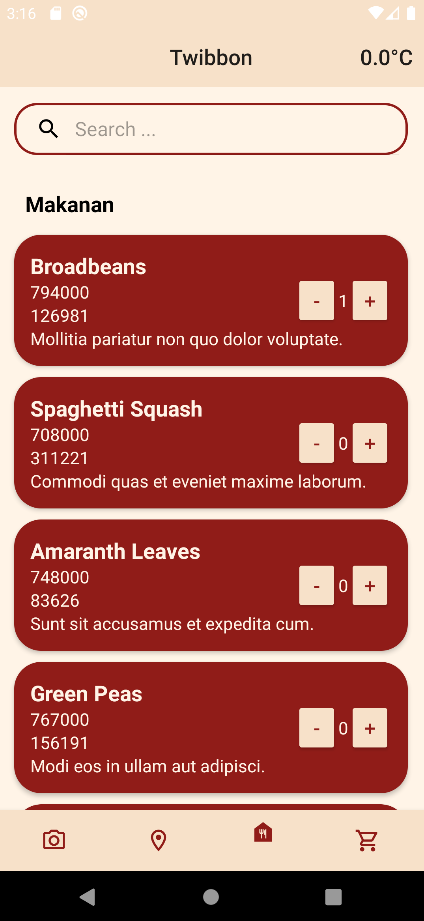 3:16
Twibbon 0.0°C
Search ...
Makanan
Broadbeans
794000
126981
- 1 +
Mollitia pariatur non quo dolor voluptate.
Spaghetti Squash
708000
311221
- 0 +
Commodi quas et eveniet maxime laborum.
Amaranth Leaves
748000
83626
- 0 +
Sunt sit accusamus et expedita cum.
Green Peas
767000
156191
- 0 +
Modi eos in ullam aut adipisci.